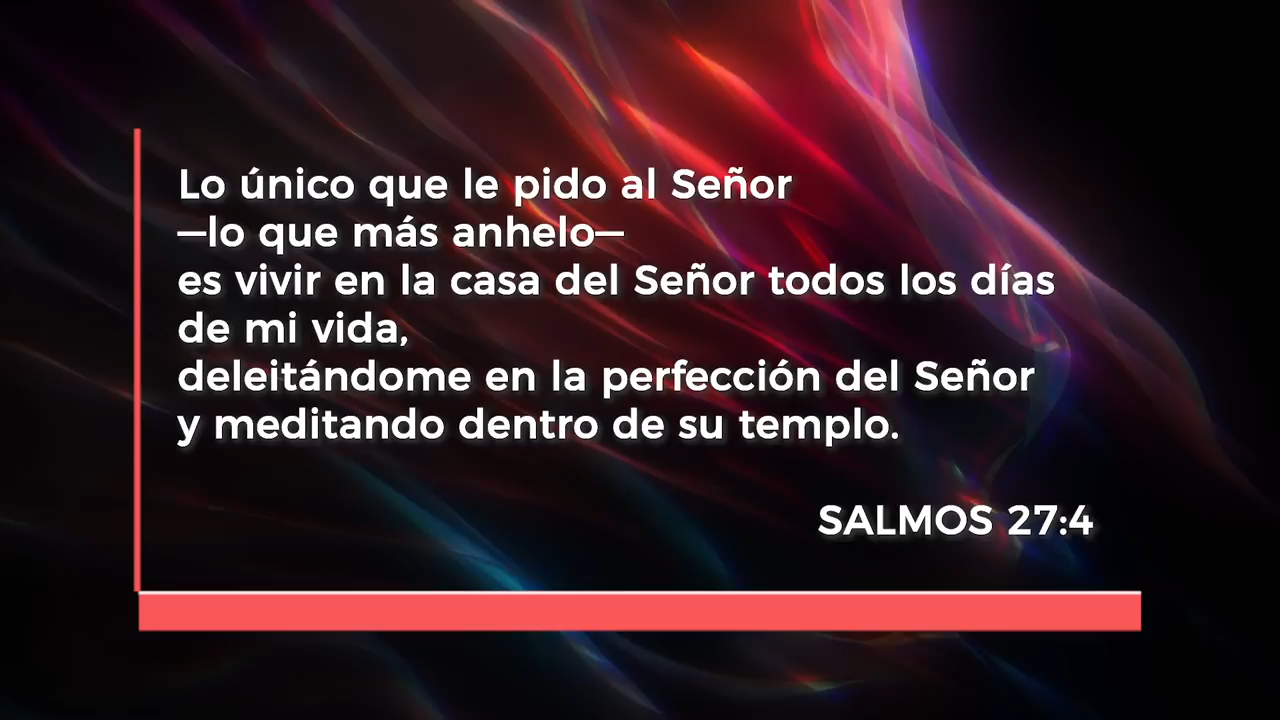 Lo único que le pido al Señor
—lo que más anhelo—
es vivir en la casa del Señor todos los días
de mi vida,
deleitándome en la perfección del Señor
y meditando dentro de su templo.
SALMOS 27:4